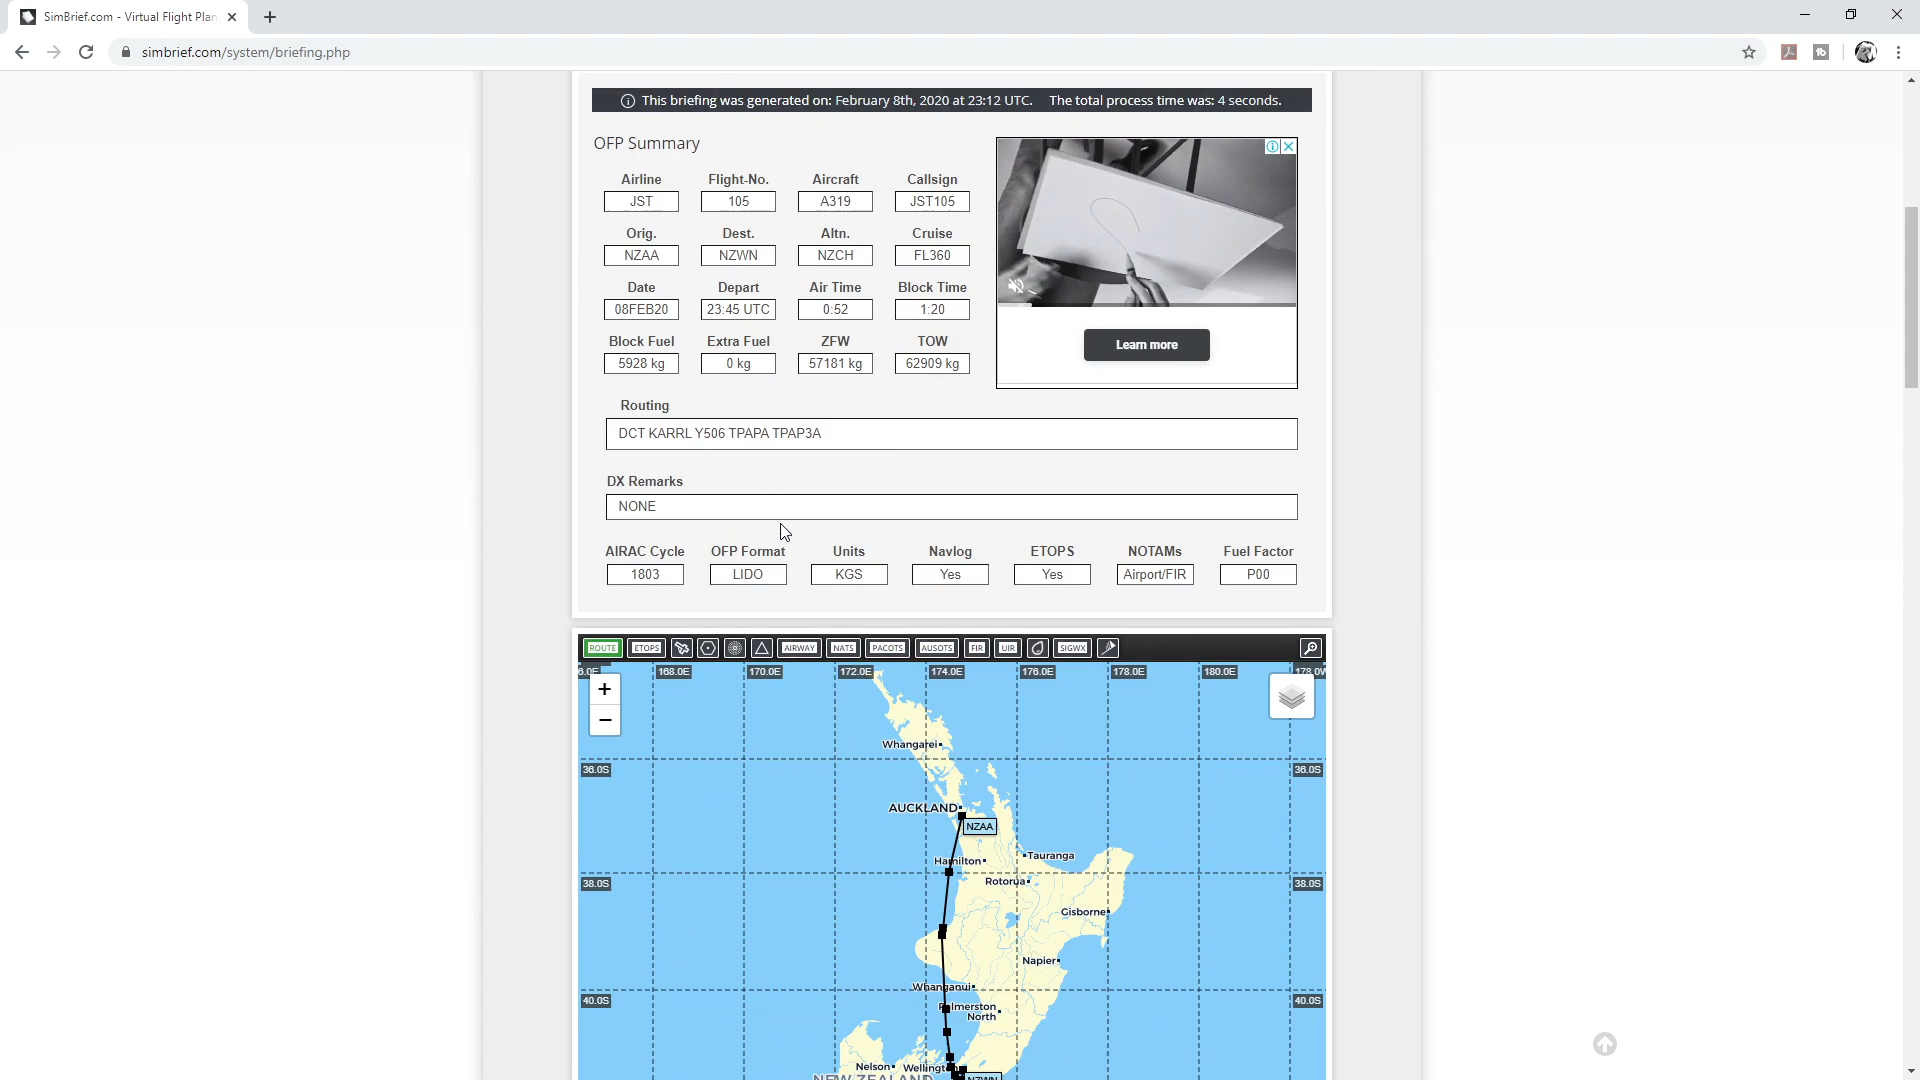 SimBrief.com - Virtual Flight Plan
simbrief.com/system/briefing.php
This briefing was generated on: February 8th, 2020 at 23:12 UTC. The total process time was: 4 seconds.
OFP Summary
Airline Flight-No. Aircraft Callsign
JST 105 A319 JST105
Orig. Dest. Altn. Cruise
NZAA NZWN NZCH FL360
Date Depart Air Time Block Time
08FEB20 23:45 UTC 0:52 1:20
Block Fuel Extra Fuel ZFW TOW
5928 kg 0 kg 57181 kg 62909 kg
Learn more
Routing
DCT KARRL Y506 TPAPA TPAP3A
DX Remarks
NONE
AIRAC Cycle OFP Format Units Navlog ETOPS NOTAMs Fuel Factor
1803 LIDO KGS Yes Yes Airport/FIR P00
ROUTE ETOPS AIRWAY NATS PACOTS AUSOTS FIR UIR SIGWX
168.0E 170.0E 172.0E 174.0E 176.0E 178.0E 180.0E
+
−
Whangarei
36.0S 36.0S
AUCKLAND
NZAA
Hamilton Tauranga
38.0S Rotorua 38.0S
Gisborne
Napier
Whanganui
40.0S Palmerston 40.0S
North
Nelson Wellington
NEW ZEALAND NZWN